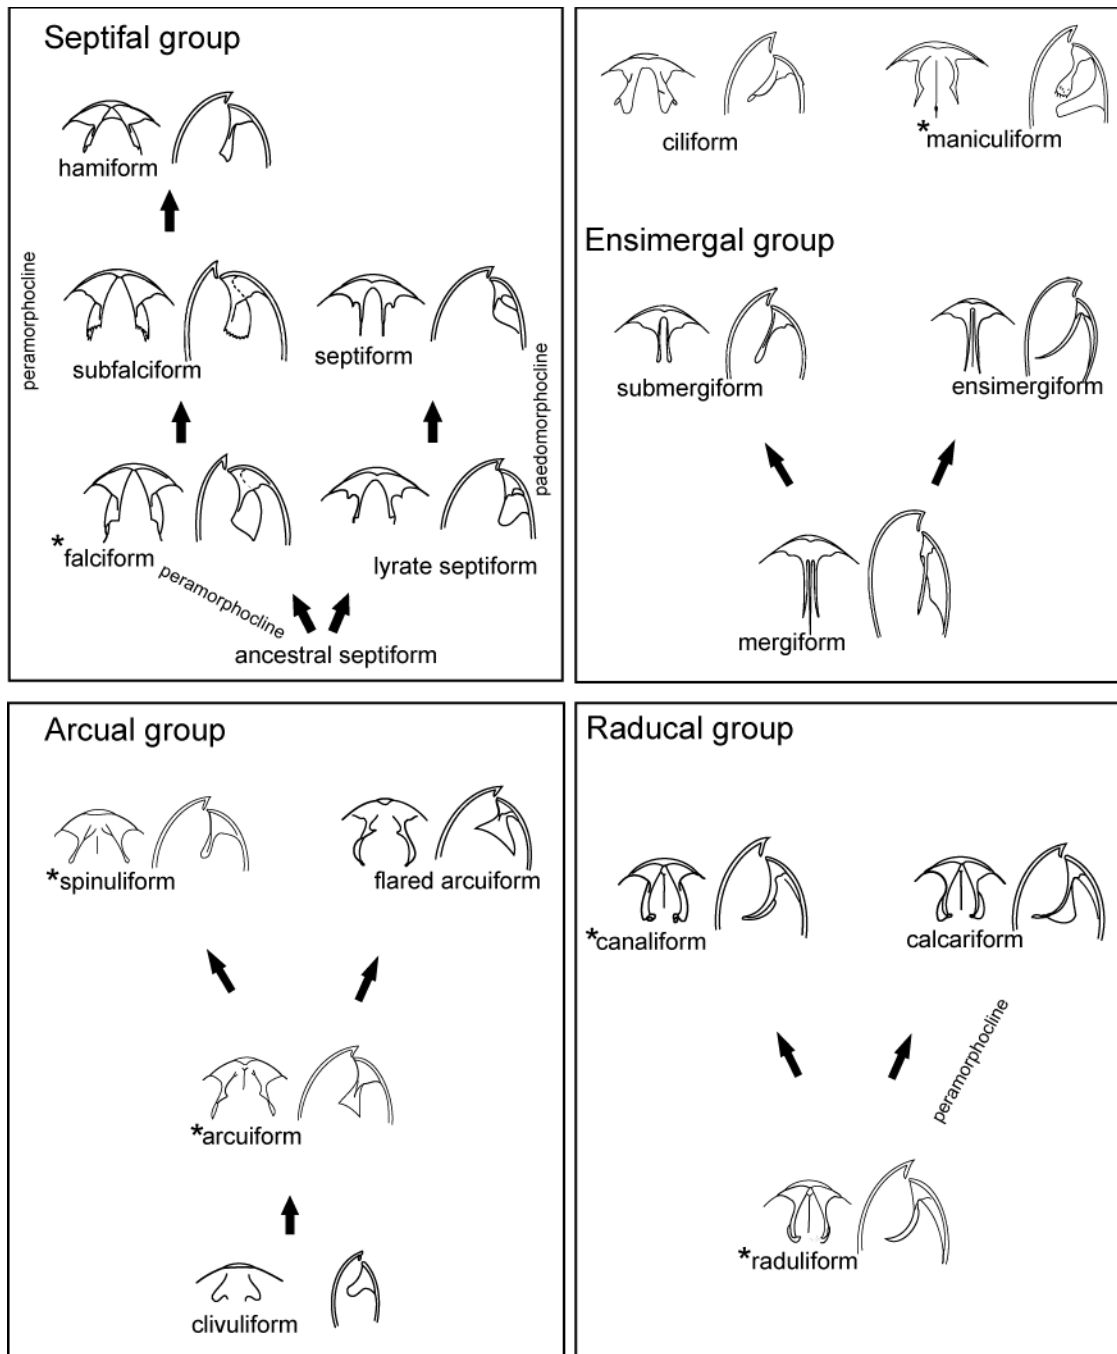 Septifal group
hamiform
peramorphocline
subfalciform
septiform
paedomorphocline
*falciform
lyrate septiform
peramorphocline
ancestral septiform
ciliform
*maniculiform
Ensimergal group
submergiform
ensimergiform
mergiform
Arcual group
*spinuliform
flared arcuiform
*arcuiform
clivuliform
Raducal group
*canaliform
calcariform
peramorphocline
*raduliform